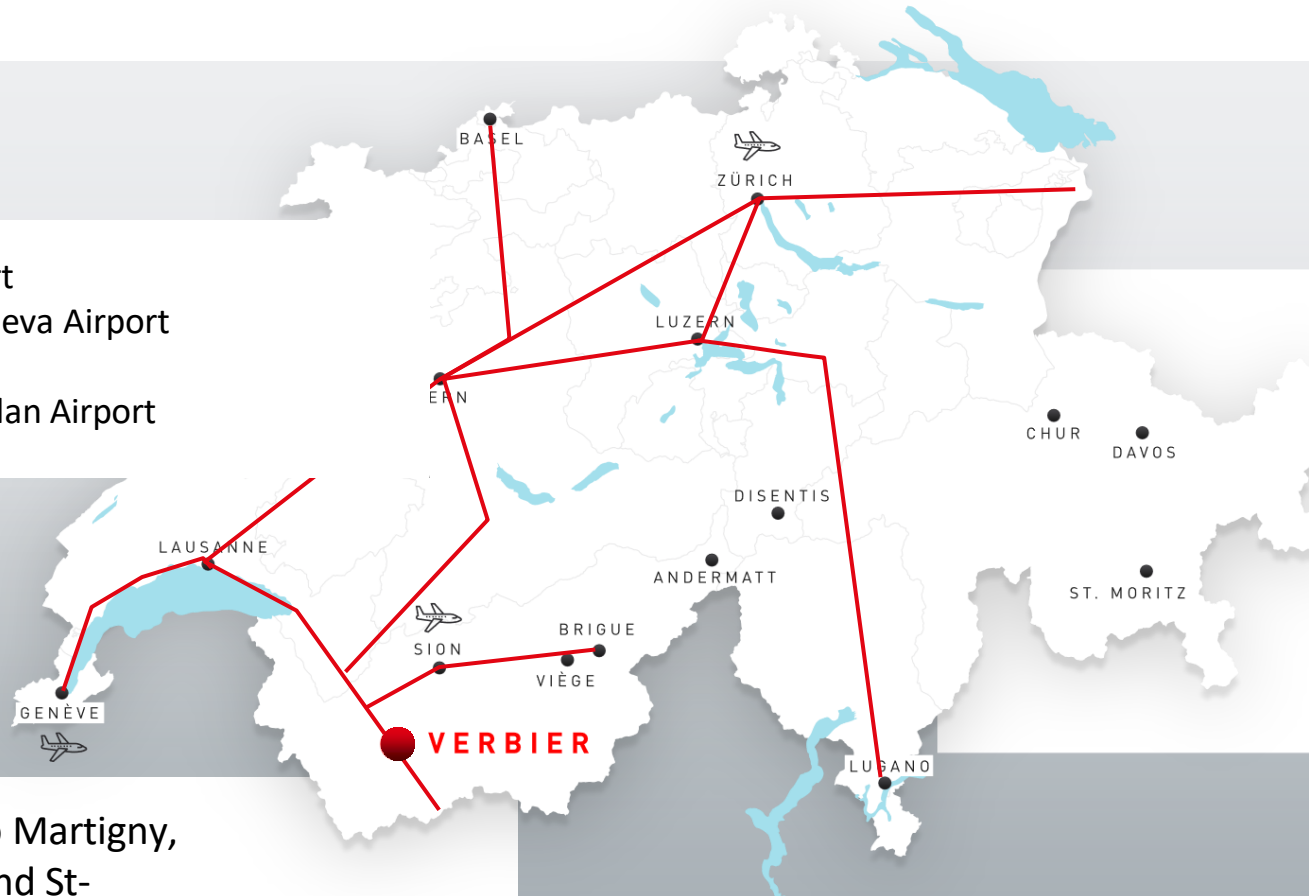 BASEL
ZÜRICH
rt
eva Airport
LUZERN
ERN
lan Airport
CHUR
DAVOS
DISENTIS
LAUSANNE
ANDERMATT
ST. MORITZ
BRIGUE
SION
VIÈGE
GENÈVE
VERBIER
LUGANO
Martigny,
nd St-